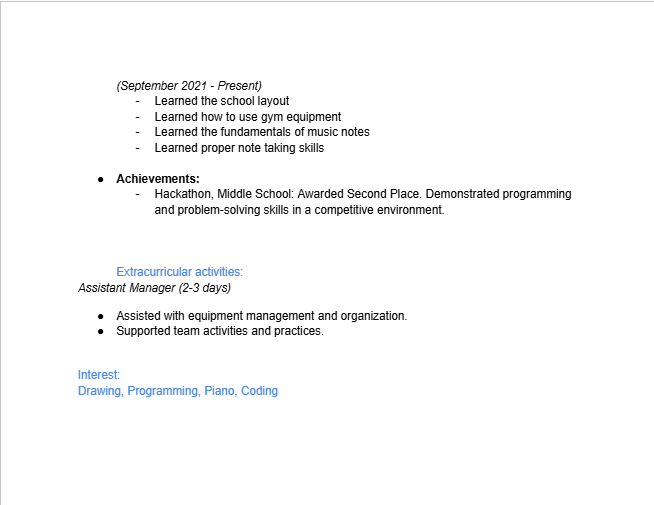 (September 2021 - Present)
- Learned the school layout
- Learned how to use gym equipment
- Learned the fundamentals of music notes
- Learned proper note taking skills
● Achievements:
- Hackathon, Middle School: Awarded Second Place. Demonstrated programming
and problem-solving skills in a competitive environment.
Extracurricular activities:
Assistant Manager (2-3 days)
● Assisted with equipment management and organization.
● Supported team activities and practices.
Interest:
Drawing, Programming, Piano, Coding